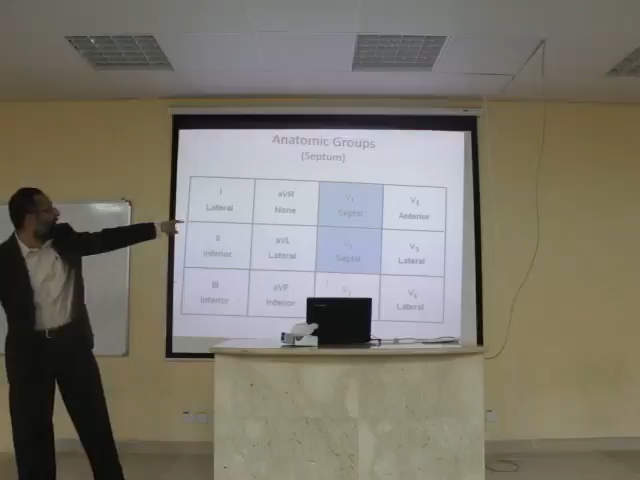 Anatomic Groups
(Septum)
I aVR V1 V4
Lateral None Septal Anterior
II aVL V2 V5
Inferior Lateral Septal Lateral
III aVF V6
Inferior Inferior Lateral